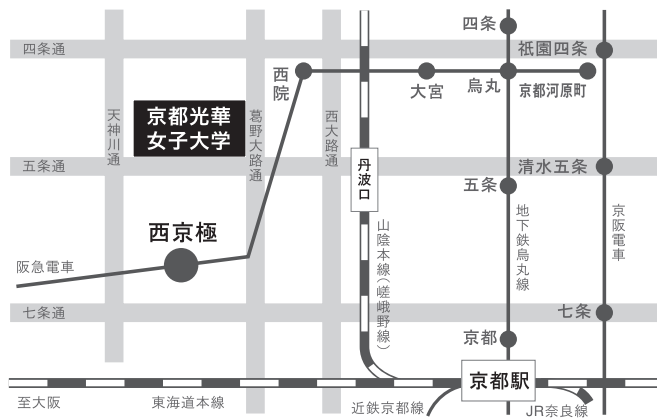 四条
四条通
祇園四条
西院
大宮
烏丸
京都河原町
天神川通
京都光華
女子大学
葛野大路通
西大路通
五条通
丹波口
清水五条
五条
地下鉄烏丸線
京阪電車
西京極
阪急電車
山陰本線(嵯峨野線)
七条通
七条
京都
京都駅
至大阪
東海道本線
近鉄京都線
JR奈良線